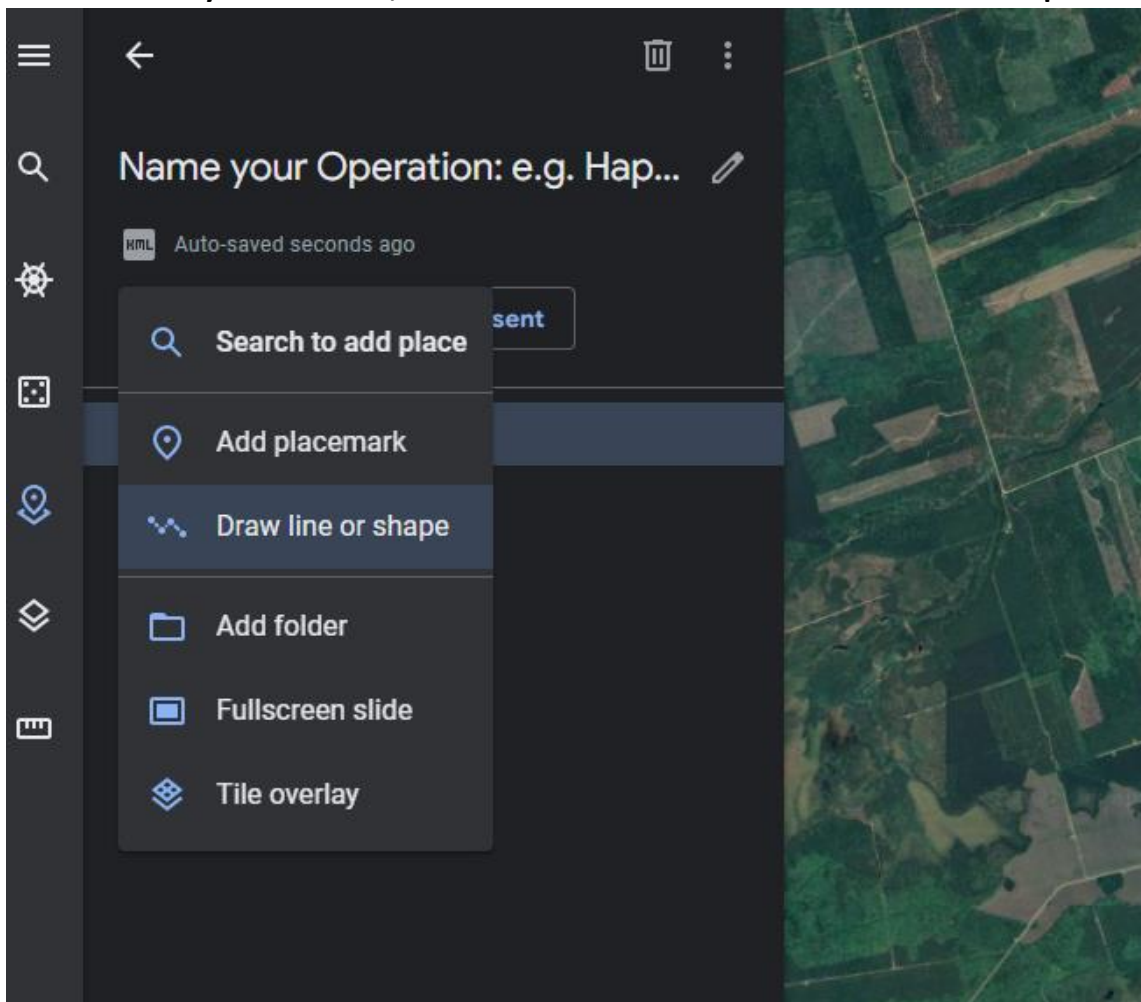 Name your Operation: e.g. Hap...
KML Auto-saved seconds ago
sent
Search to add place
Add placemark
Draw line or shape
Add folder
Fullscreen slide
Tile overlay